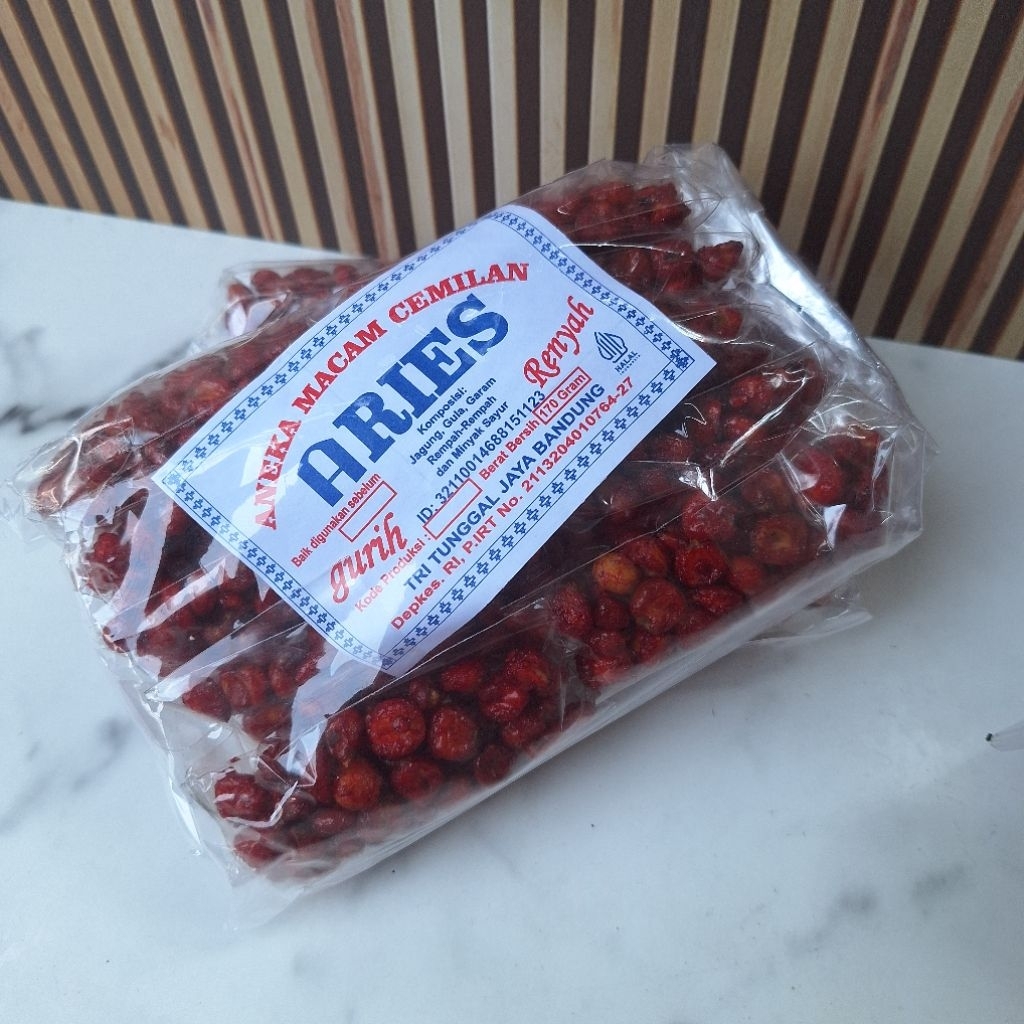 ANEKA MACAM CEMILAN
ARIES
Komposisi:
Jagung, Gula, Garam
Rempah-Rempah
dan Minyak Sayur
Renyah
HALAL
Baik digunakan sebelum
gurih
ID: 32110014688151123
Berat Bersih 170 Gram
Kode Produksi :
TRI TUNGGAL JAYA BANDUNG
Depkes. RI, P.IRT No. 2113204010764-27